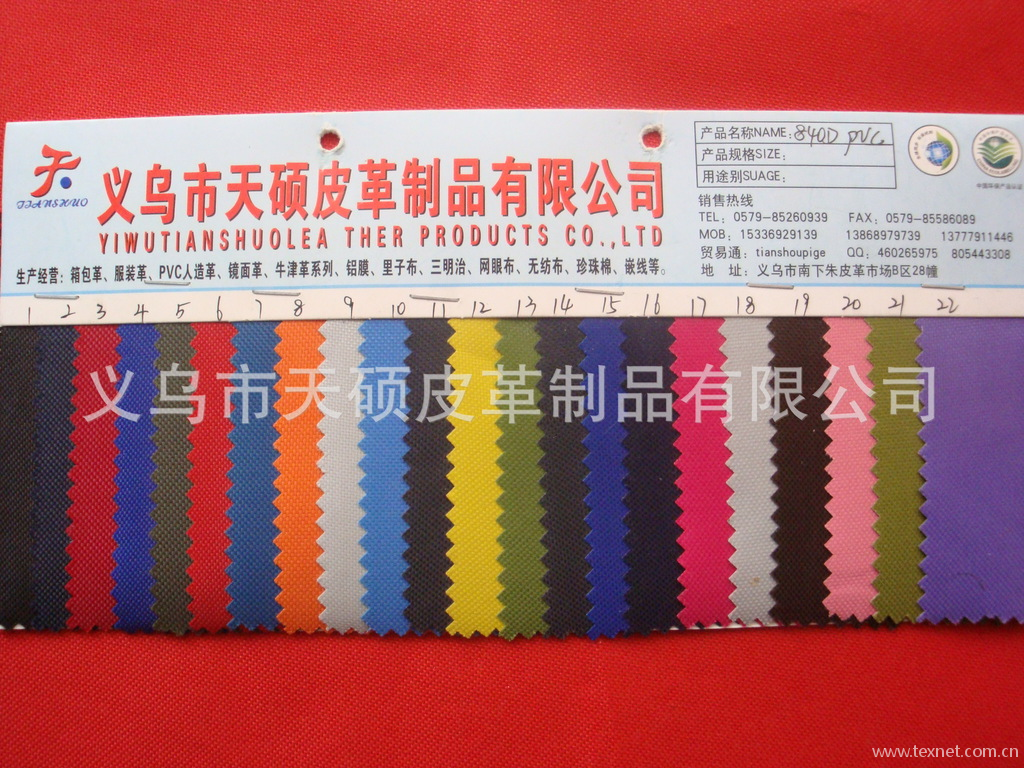 天
TIANSHUO
义乌市天硕皮革制品有限公司
YIWUTIANSHUOLEA THER PRODUCTS CO.,LTD
生产经营：箱包革、服装革、PVC人造革、镜面革、牛津革系列、铝膜、里子布、三明治、网眼布、无纺布、珍珠棉、嵌线等。
产品名称NAME：840D PVC
产品规格SIZE：
用途别SUAGE：
销售热线
TEL：0579-85260939 FAX：0579-85586089
MOB：15336929139 13868979739 13777911446
贸易通：tianshoupige QQ：460265975 805443308
地 址：义乌市南下朱皮革市场B区28幢
1 2 3 4 5 6 7 8 9 10 11 12 13 14 15 16 17 18 19 20 21 22
义乌市天硕皮革制品有限公司
www.texnet.com.cn